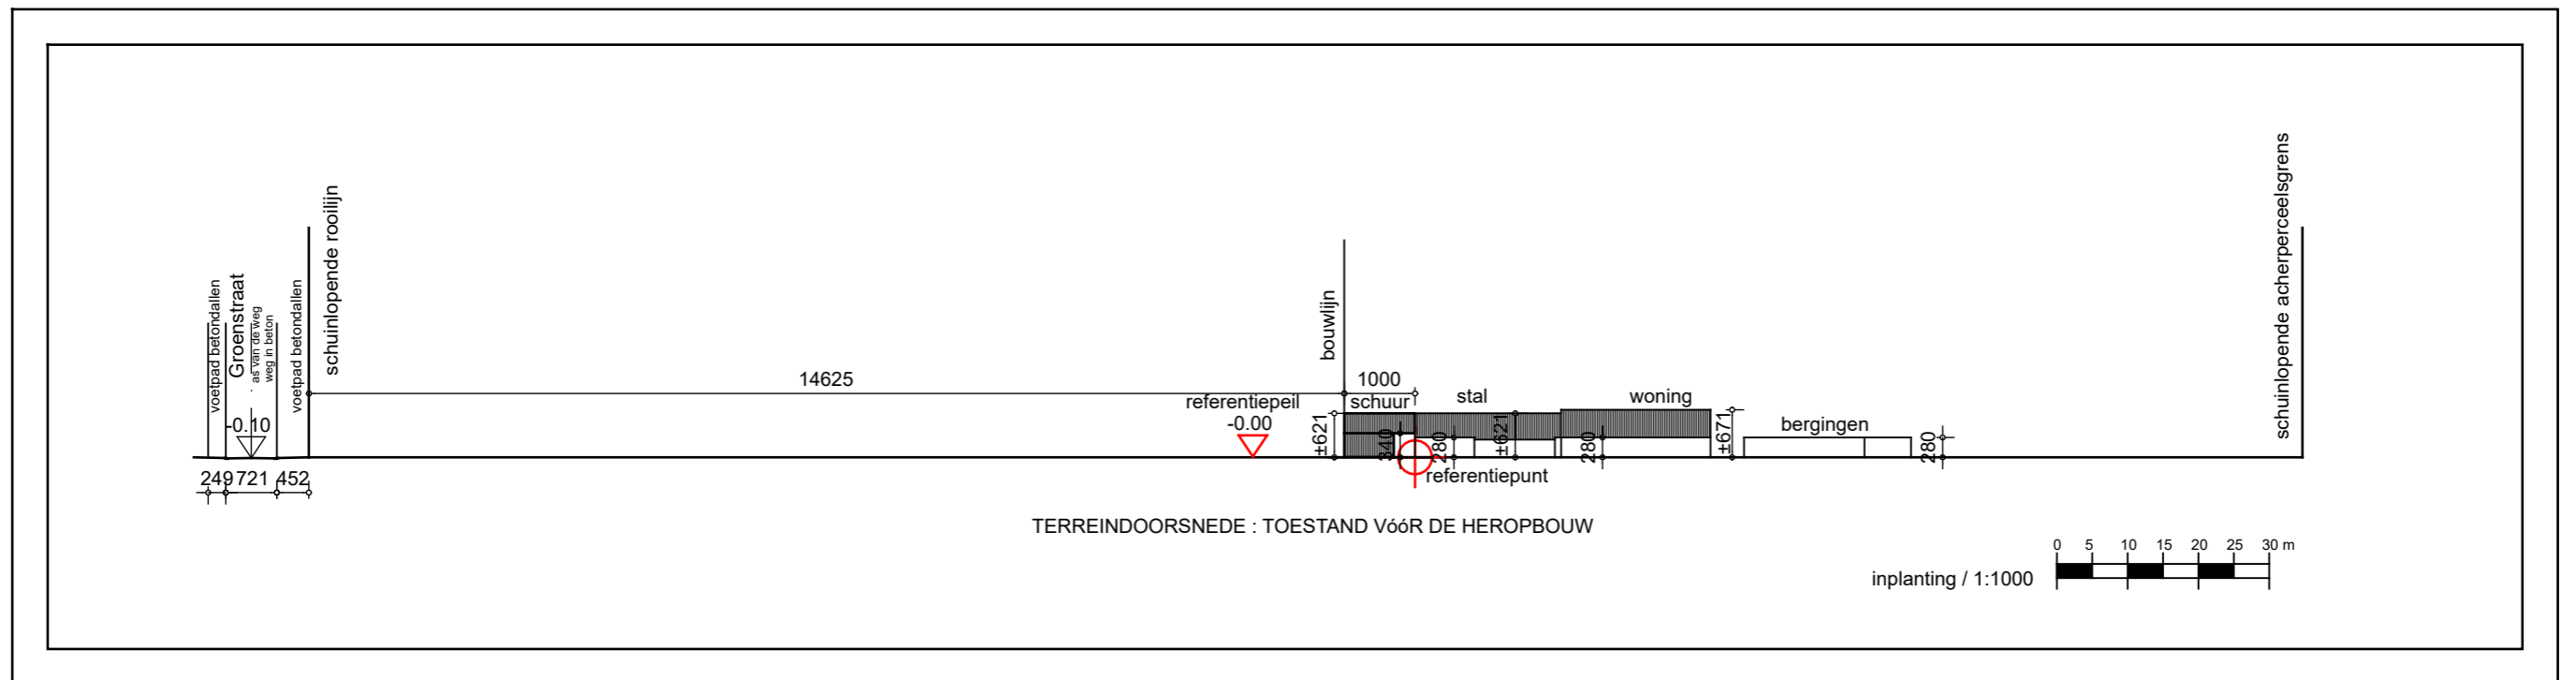 voetpad betondallen
Groenstraat
as van de weg
weg in beton
voetpad betondallen
schuinlopende rooilijn
-0.10
249
721
452
14625
bouwlijn
1000
referentiepeil
-0.00
schuur
stal
woning
bergingen
±621
340
280
±621
280
±671
280
referentiepunt
schuinlopende acherperceelsgrens
TERREINDOORSNEDE : TOESTAND VóóR DE HEROPBOUW
inplanting / 1:1000
0 5 10 15 20 25 30 m